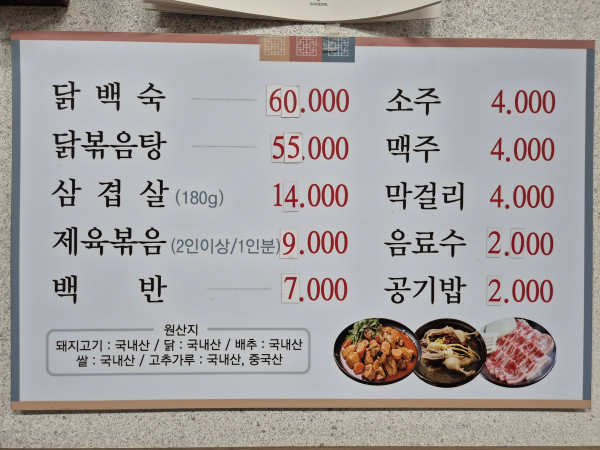 닭백숙 60.000
닭볶음탕 55.000
삼겹살 (180g) 14.000
제육볶음 (2인이상/1인분) 9.000
백반 7.000
소주 4.000
맥주 4.000
막걸리 4.000
음료수 2.000
공기밥 2.000
원산지
돼지고기 : 국내산 / 닭 : 국내산 / 배추 : 국내산
쌀 : 국내산 / 고추가루 : 국내산, 중국산